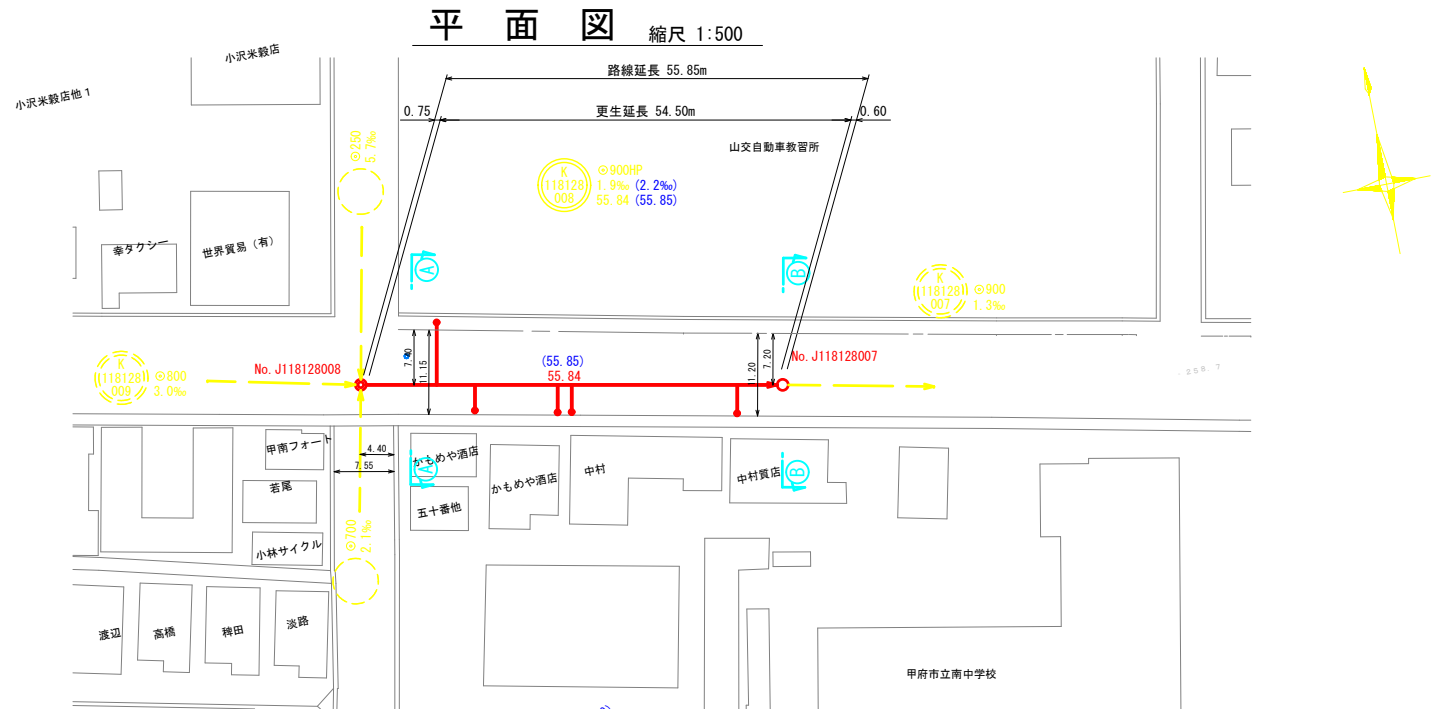 平 面 図 縮尺 1:500
小沢米穀店
小沢米穀店他1
路線延長 55.85m
0.75
更生延長 54.50m
0.60
山交自動車教習所
⊙250
5.7‰
K
118128
008
⊙900HP
1.9‰ (2.2‰)
55.84 (55.85)
幸タクシー
世界貿易(有)
A
B
K
118128
007
⊙900
1.3‰
K
118128
009
⊙800
3.0‰
No. J118128008
11.15
(55.85)
55.84
11.20
7.20
No. J118128007
258.7
甲南フォート
4.40
7.55
かもめや酒店
A
かもめや酒店
中村
中村質店
B
若尾
五十番他
小林サイクル
⊙700
2.1‰
渡辺
高橋
稗田
淡路
甲府市立南中学校